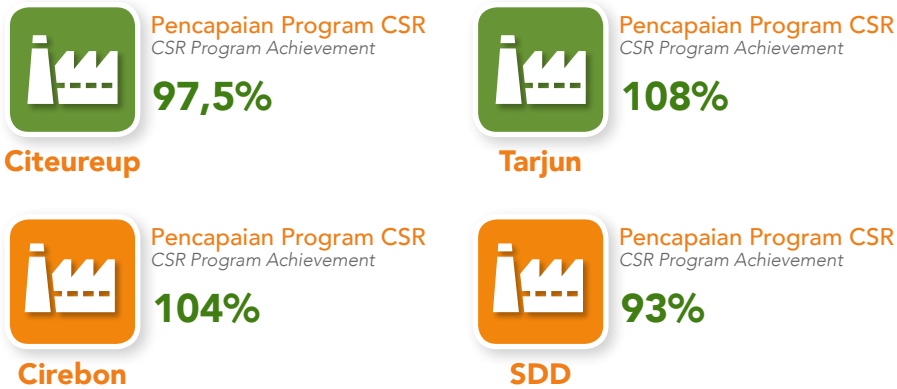 Pencapaian Program CSR
CSR Program Achievement
97,5%
Citeureup
Pencapaian Program CSR
CSR Program Achievement
108%
Tarjun
Pencapaian Program CSR
CSR Program Achievement
104%
Cirebon
Pencapaian Program CSR
CSR Program Achievement
93%
SDD